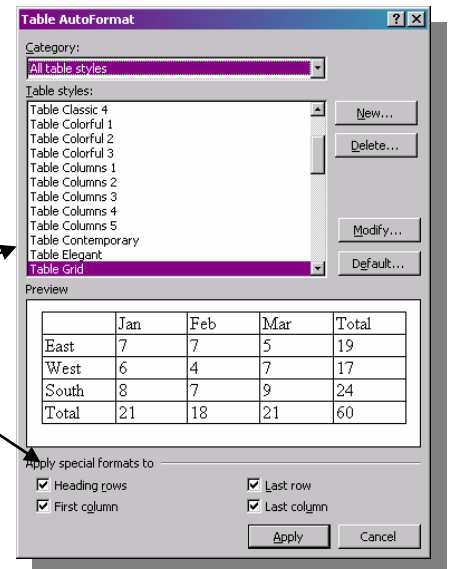 Table AutoFormat
Category:
All table styles
Table styles:
Table Classic 4
Table Colorful 1
Table Colorful 2
Table Colorful 3
Table Columns 1
Table Columns 2
Table Columns 3
Table Columns 4
Table Columns 5
Table Contemporary
Table Elegant
Table Grid
New...
Delete...
Modify...
Default...
Preview
Jan Feb Mar Total
East 7 7 5 19
West 6 4 7 17
South 8 7 9 24
Total 21 18 21 60
Apply special formats to
Heading rows Last row
First column Last column
Apply Cancel